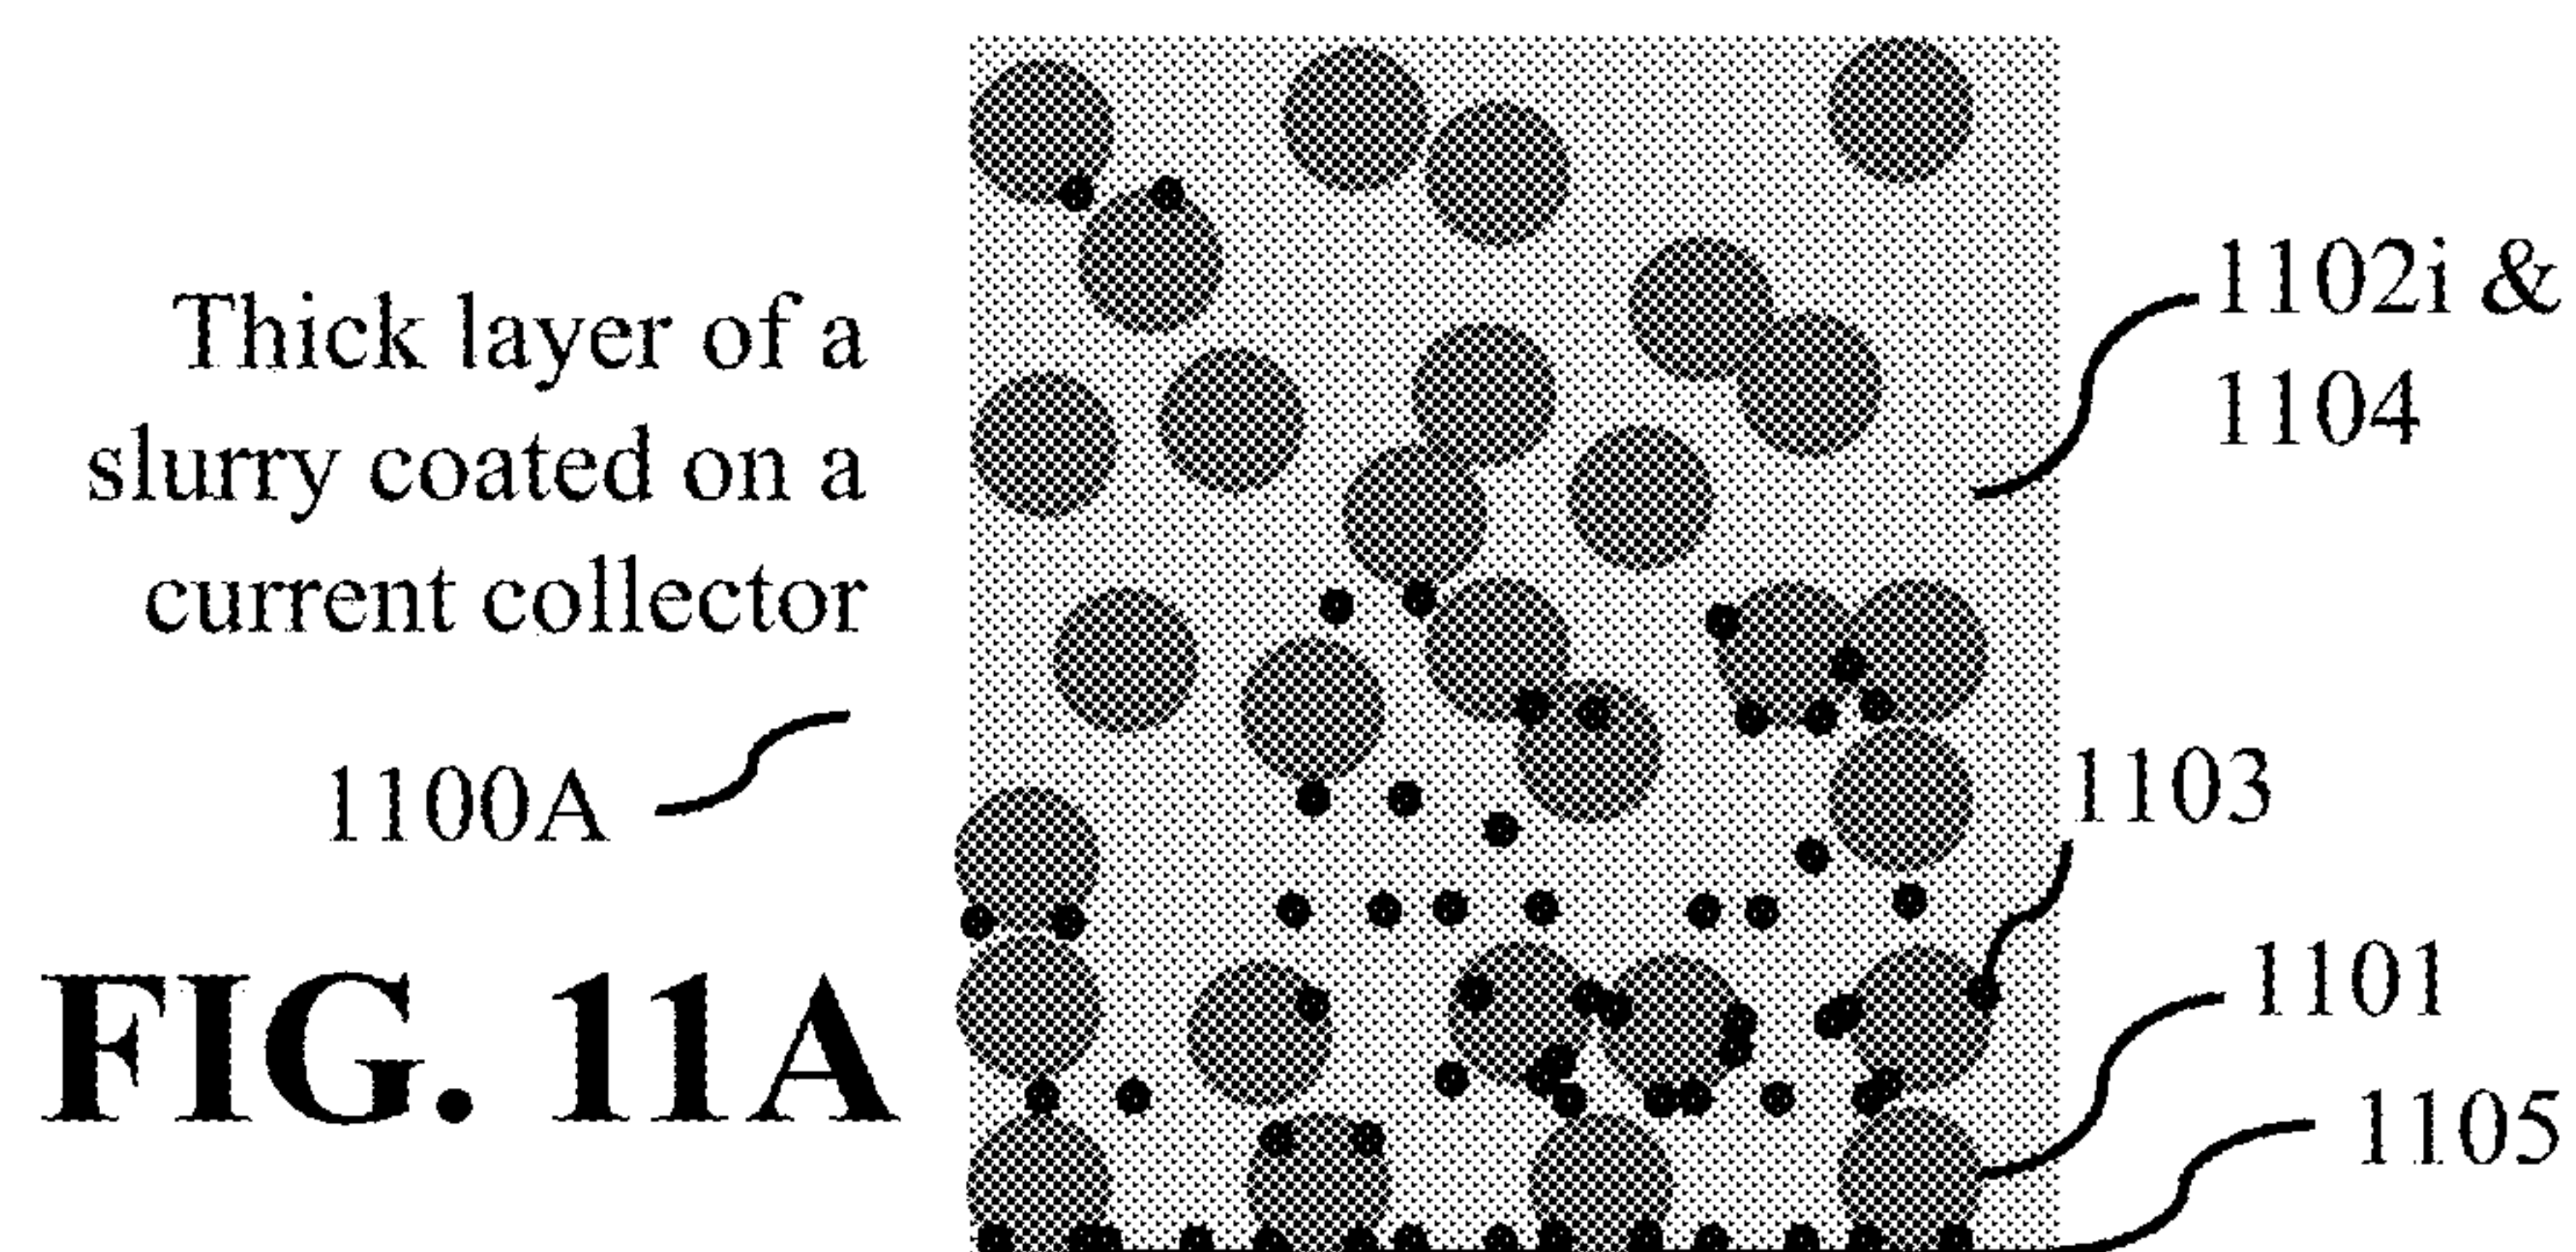 Thick layer of a
slurry coated on a
current collector
1100A
FIG. 11A
1102i &
1104
1103
1101
1105